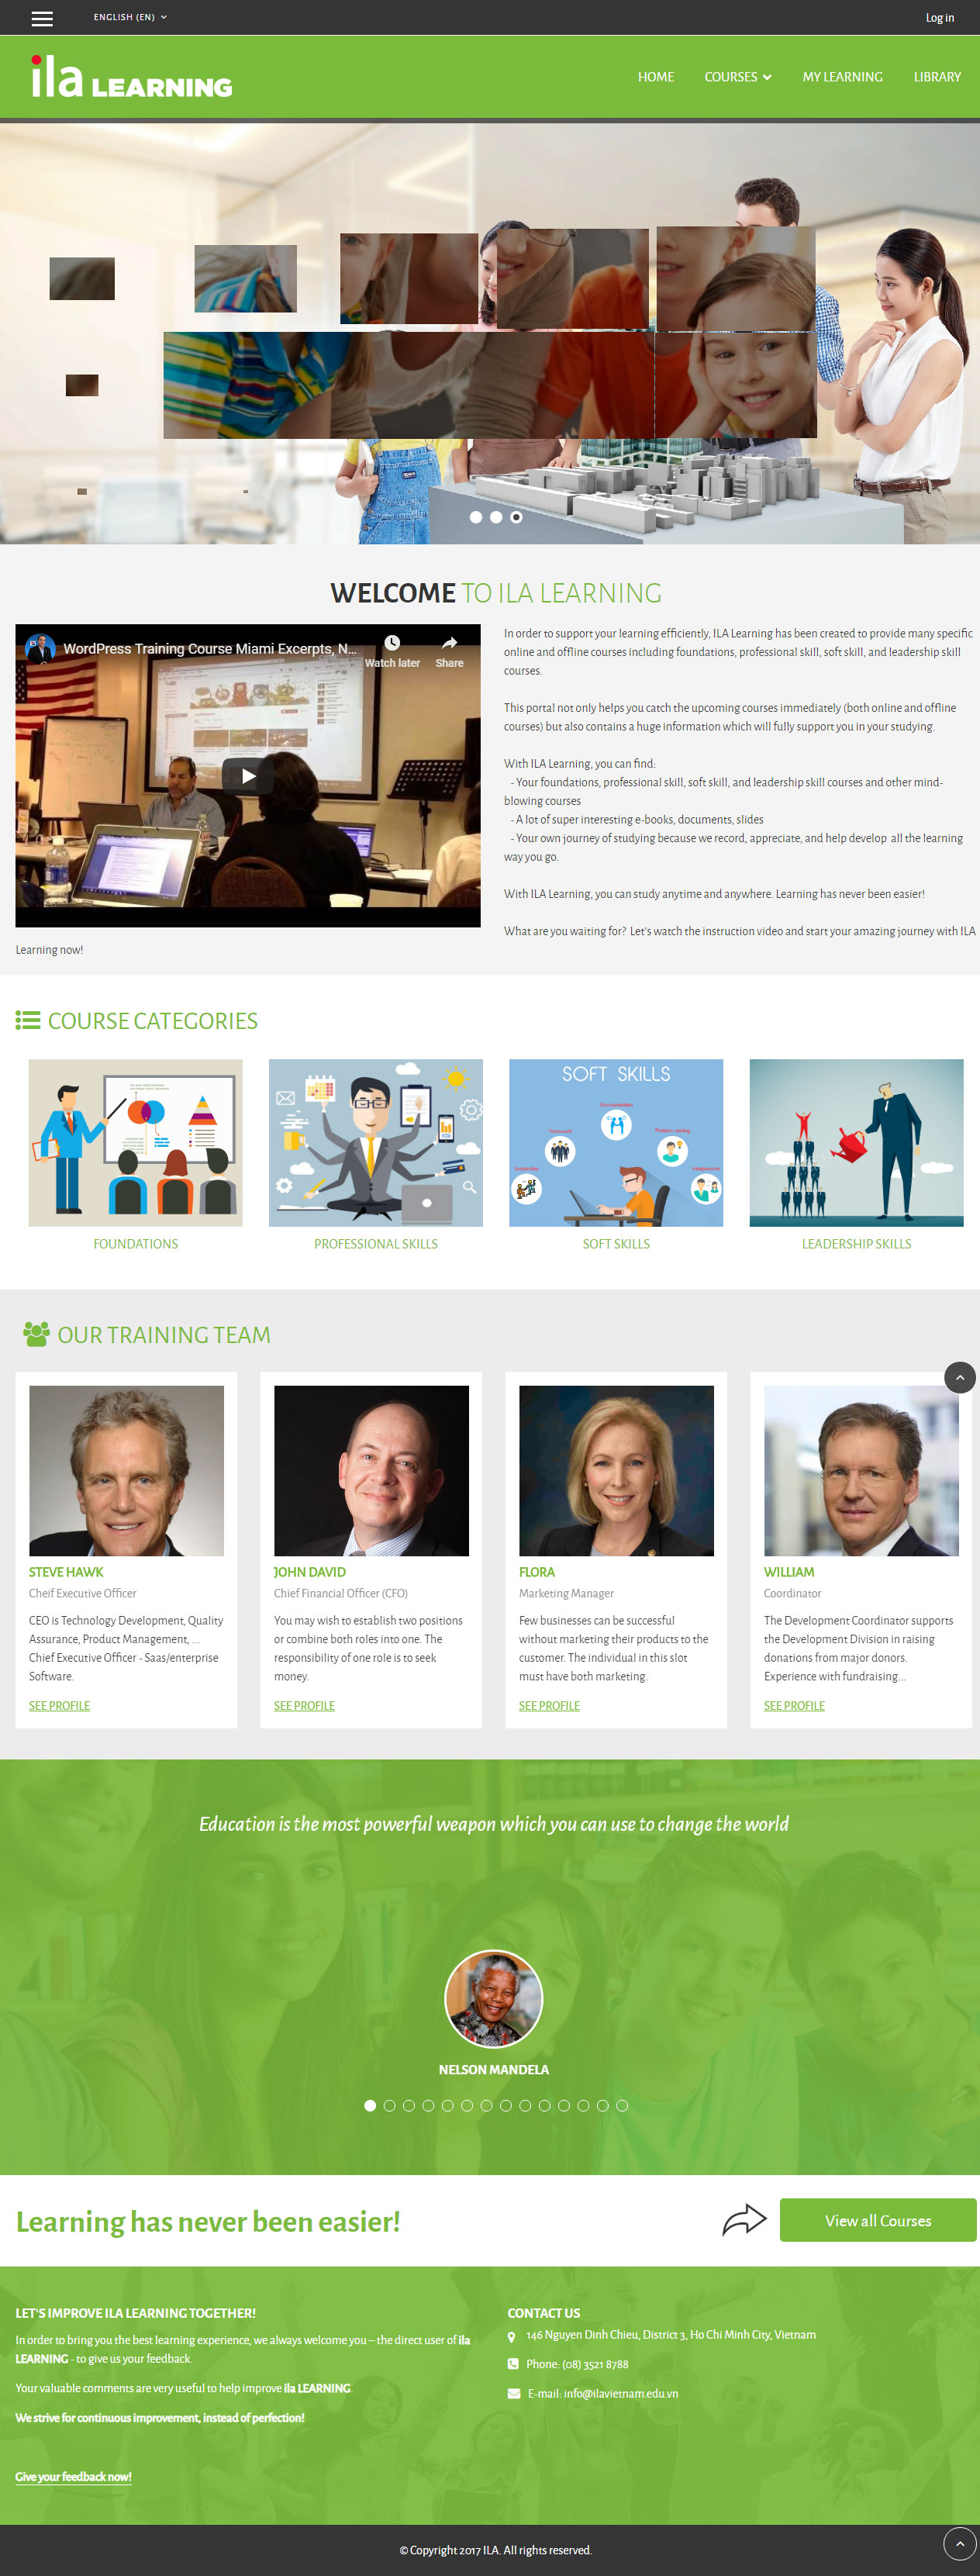 ENGLISH (EN)
Log in
ila LEARNING
HOME
COURSES
MY LEARNING
LIBRARY
WELCOME TO ILA LEARNING
WordPress Training Course Miami Excerpts, N...
Watch later
Share
In order to support your learning efficiently, ILA Learning has been created to provide many specific
online and offline courses including foundations, professional skill, soft skill, and leadership skill
courses.
This portal not only helps you catch the upcoming courses immediately (both online and offline
courses) but also contains a huge information which will fully support you in your studying.
With ILA Learning, you can find:
- Your foundations, professional skill, soft skill, and leadership skill courses and other mind-
blowing courses
- A lot of super interesting e-books, documents, slides
- Your own journey of studying because we record, appreciate, and help develop all the learning
way you go.
With ILA Learning, you can study anytime and anywhere. Learning has never been easier!
What are you waiting for? Let's watch the instruction video and start your amazing journey with ILA
Learning now!
COURSE CATEGORIES
SOFT SKILLS
Communication
Teamwork
Problem solving
Leadership
FOUNDATIONS
PROFESSIONAL SKILLS
SOFT SKILLS
LEADERSHIP SKILLS
OUR TRAINING TEAM
STEVE HAWK
Cheif Executive Officer
CEO is Technology Development, Quality
Assurance, Product Management, ...
Chief Executive Officer - Saas/enterprise
Software.
SEE PROFILE
JOHN DAVID
Chief Financial Officer (CFO)
You may wish to establish two positions
or combine both roles into one. The
responsibility of one role is to seek
money.
SEE PROFILE
FLORA
Marketing Manager
Few businesses can be successful
without marketing their products to the
customer. The individual in this slot
must have both marketing.
SEE PROFILE
WILLIAM
Coordinator
The Development Coordinator supports
the Development Division in raising
donations from major donors.
Experience with fundraising...
SEE PROFILE
Education is the most powerful weapon which you can use to change the world
NELSON MANDELA
Learning has never been easier!
View all Courses
LET'S IMPROVE ILA LEARNING TOGETHER!
In order to bring you the best learning experience, we always welcome you – the direct user of ila
LEARNING - to give us your feedback.
Your valuable comments are very useful to help improve ila LEARNING.
We strive for continuous improvement, instead of perfection!
Give your feedback now!
CONTACT US
146 Nguyen Dinh Chieu, District 3, Ho Chi Minh City, Vietnam
Phone: (08) 3521 8788
E-mail: info@ilavietnam.edu.vn
© Copyright 2017 ILA. All rights reserved.